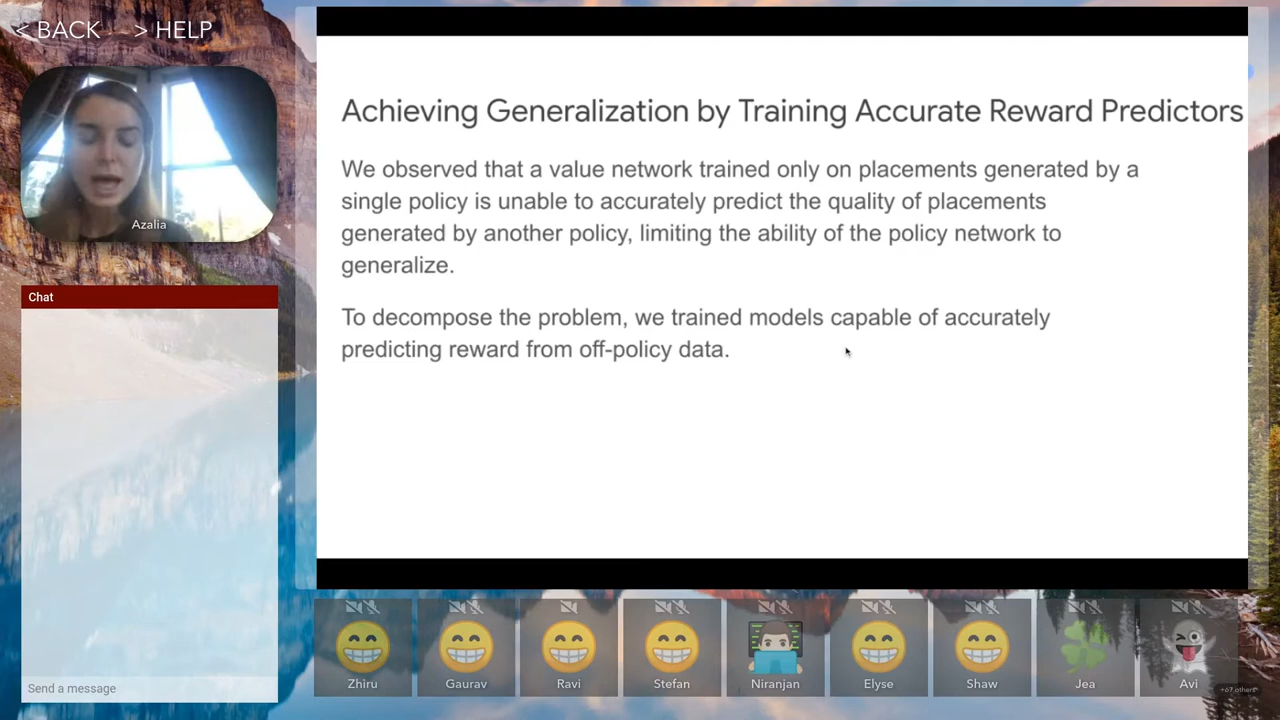 < BACK
> HELP
Azalia
Achieving Generalization by Training Accurate Reward Predictors
We observed that a value network trained only on placements generated by a
single policy is unable to accurately predict the quality of placements
generated by another policy, limiting the ability of the policy network to
generalize.
To decompose the problem, we trained models capable of accurately
predicting reward from off-policy data.
Chat
Send a message
Zhiru
Gaurav
Ravi
Stefan
Niranjan
Elyse
Shaw
Jea
Avi
+67 others